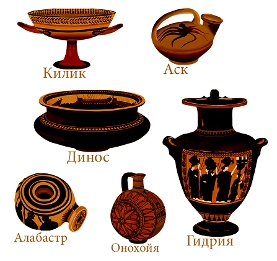 Килик
Аск
Динос
Алабастр
Онохойя
Гидрия